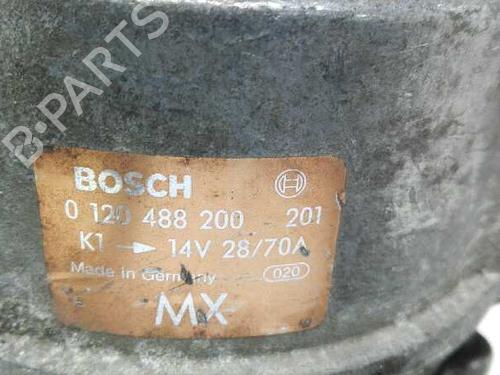 B-PARTS
BOSCH
0 120 488 200 201
K1 → 14V 28/70A
Made in Germany 020
MX